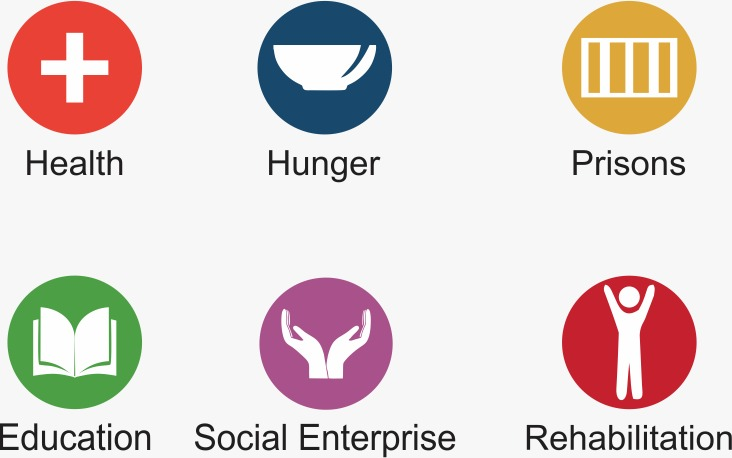 Health
Hunger
Prisons
Education
Social Enterprise
Rehabilitation